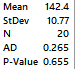 Mean 142.4
StDev 10.77
N 20
AD 0.265
P-Value 0.655